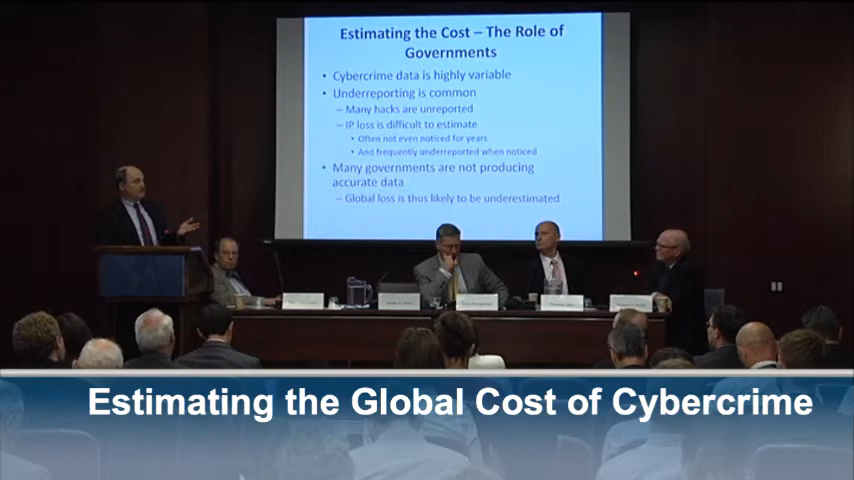 Estimating the Cost – The Role of
Governments
• Cybercrime data is highly variable
• Underreporting is common
– Many hacks are unreported
– IP loss is difficult to estimate
• Often not even noticed for years
• And frequently underreported when noticed
• Many governments are not producing
accurate data
– Global loss is thus likely to be underestimated
Estimating the Global Cost of Cybercrime